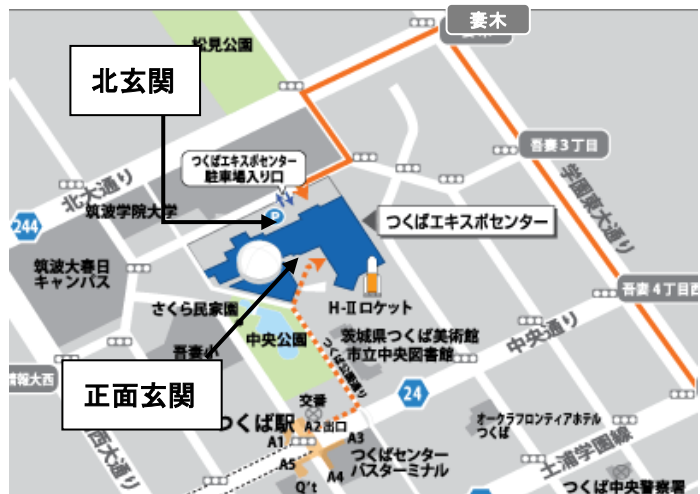 妻木
松見公園
北玄関
吾妻3丁目
つくばエキスポセンター
駐車場入り口
北大通り
学園東大通り
筑波学院大学
P
244
つくばエキスポセンター
筑波大春日
キャンパス
吾妻4丁目西
さくら民家園
H-Ⅱロケット
中央公園
茨城県つくば美術館
市立中央図書館
中央通り
吾妻小
つくば公園通り
情報大西
正面玄関
24
交番
オークラフロンティアホテル
つくば
つくば駅
A2出口
A1
A3
西大通り
つくばセンター
バスターミナル
土浦学園線
A5
A4
Q't
つくば中央警察署